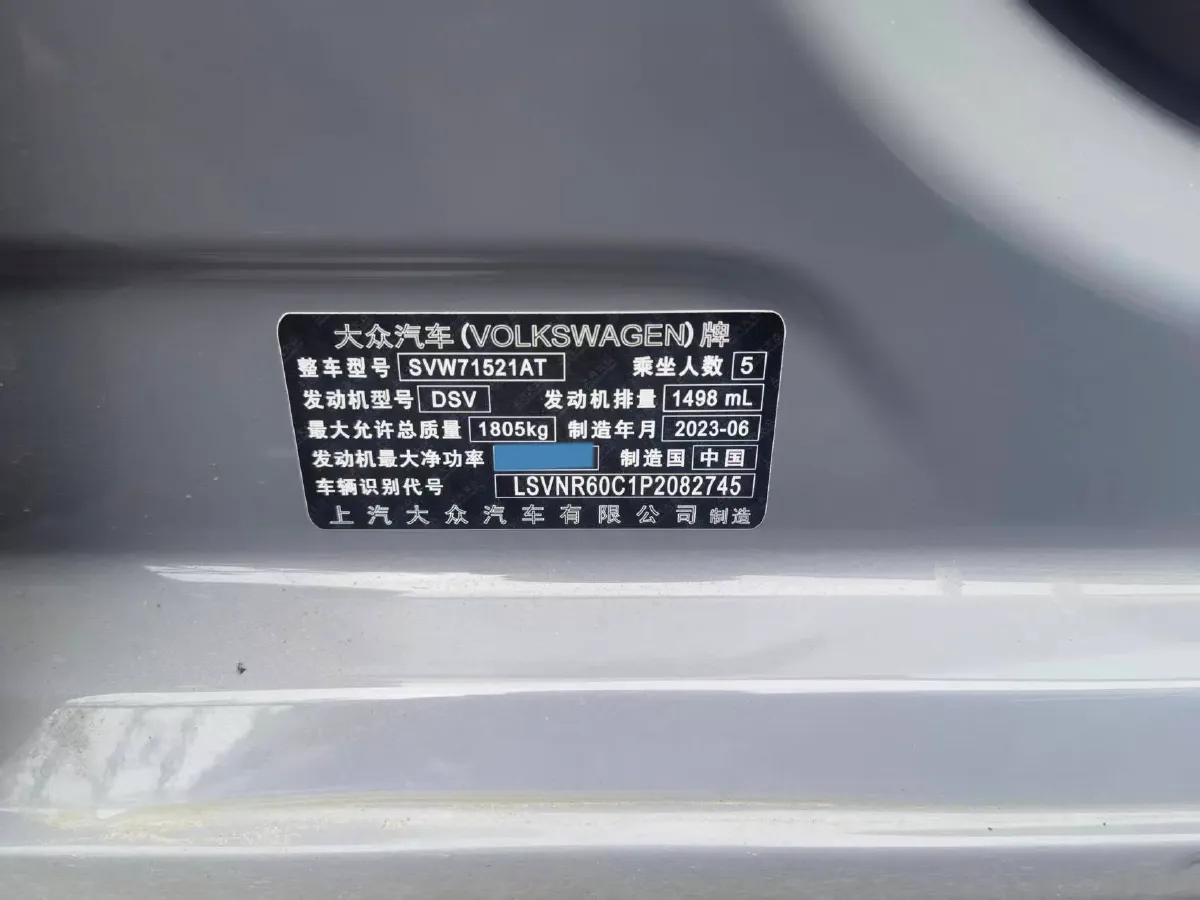 大众汽车(VOLKSWAGEN)牌
整车型号 SVW71521AT 乘坐人数 5
发动机型号 DSV 发动机排量 1498 mL
最大允许总质量 1805kg 制造年月 2023-06
发动机最大净功率 制造国 中国
车辆识别代号 LSVNR60C1P2082745
上汽大众汽车有限公司 制造